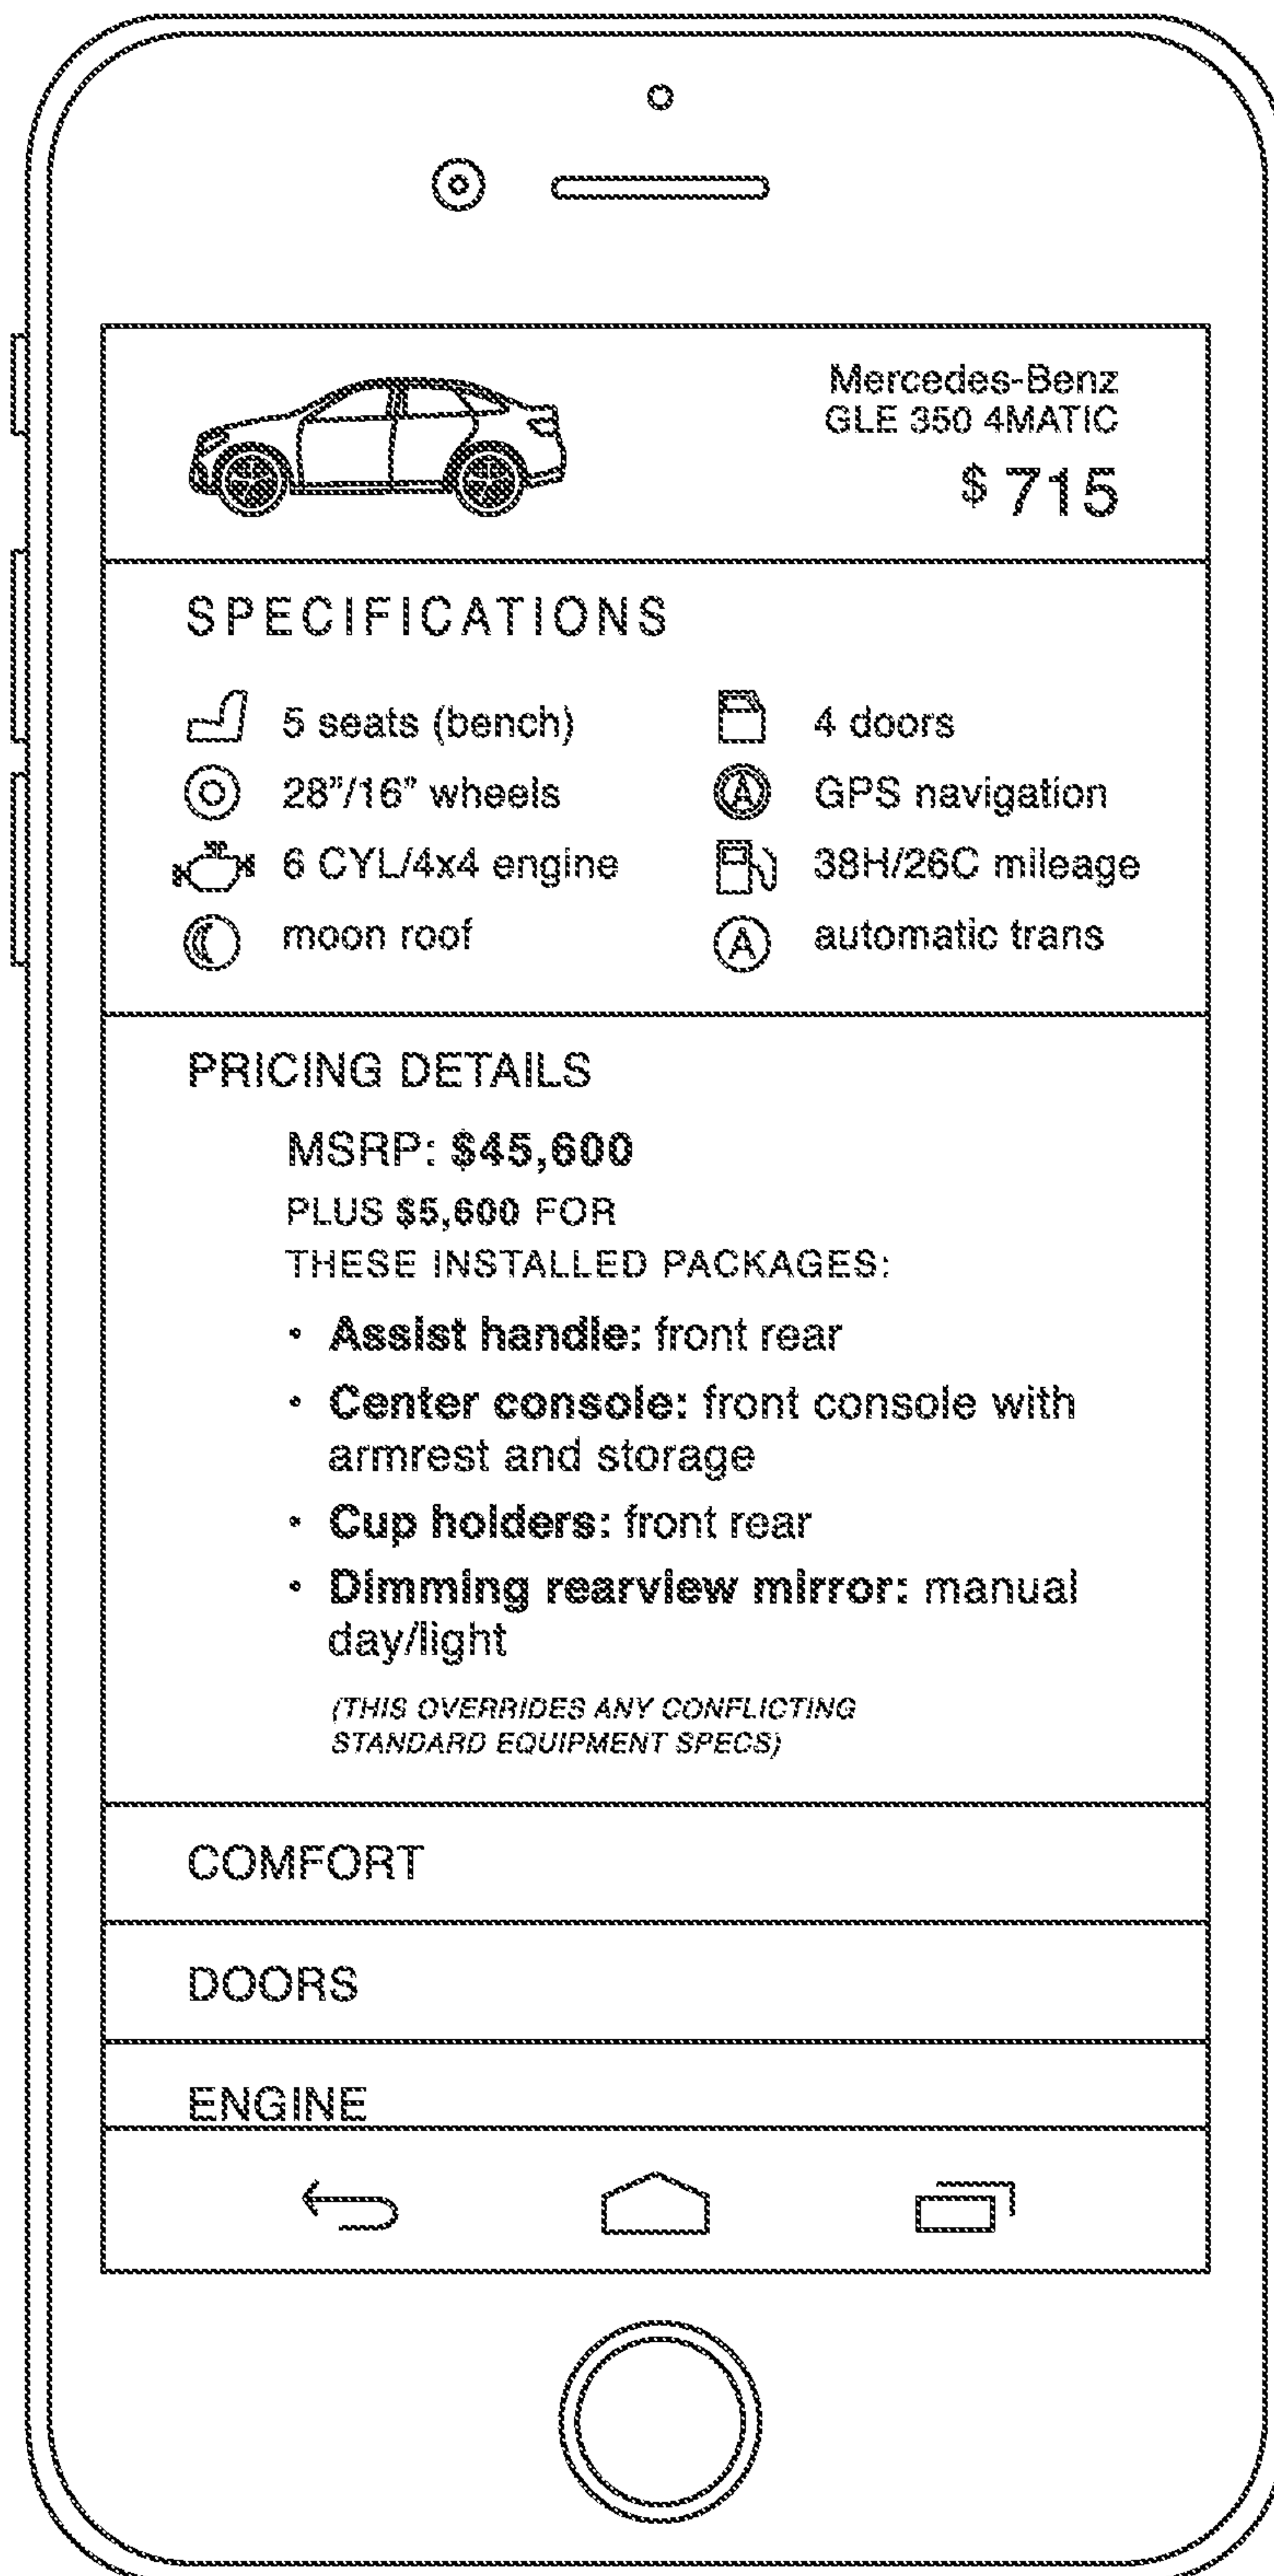 Mercedes-Benz
GLE 350 4MATIC
$ 715
SPECIFICATIONS
5 seats (bench)
4 doors
28”/16” wheels
A
GPS navigation
6 CYL/4x4 engine
38H/26C mileage
moon roof
A
automatic trans
PRICING DETAILS
MSRP: $45,600
PLUS $5,600 FOR
THESE INSTALLED PACKAGES:
• Assist handle: front rear
• Center console: front console with
armrest and storage
• Cup holders: front rear
• Dimming rearview mirror: manual
day/light
(THIS OVERRIDES ANY CONFLICTING
STANDARD EQUIPMENT SPECS)
COMFORT
DOORS
ENGINE